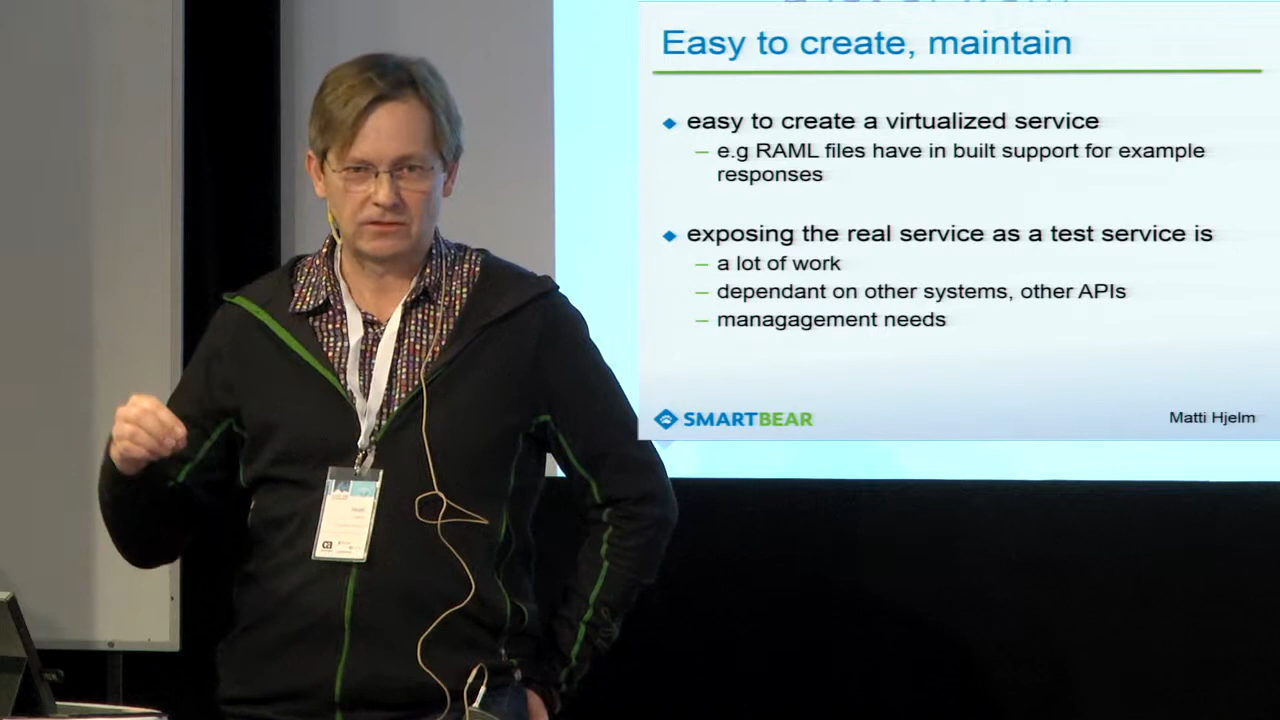 Easy to create, maintain
easy to create a virtualized service
– e.g RAML files have in built support for example
responses
exposing the real service as a test service is
– a lot of work
– dependant on other systems, other APIs
– managagement needs
SMARTBEAR
Matti Hjelm
ca